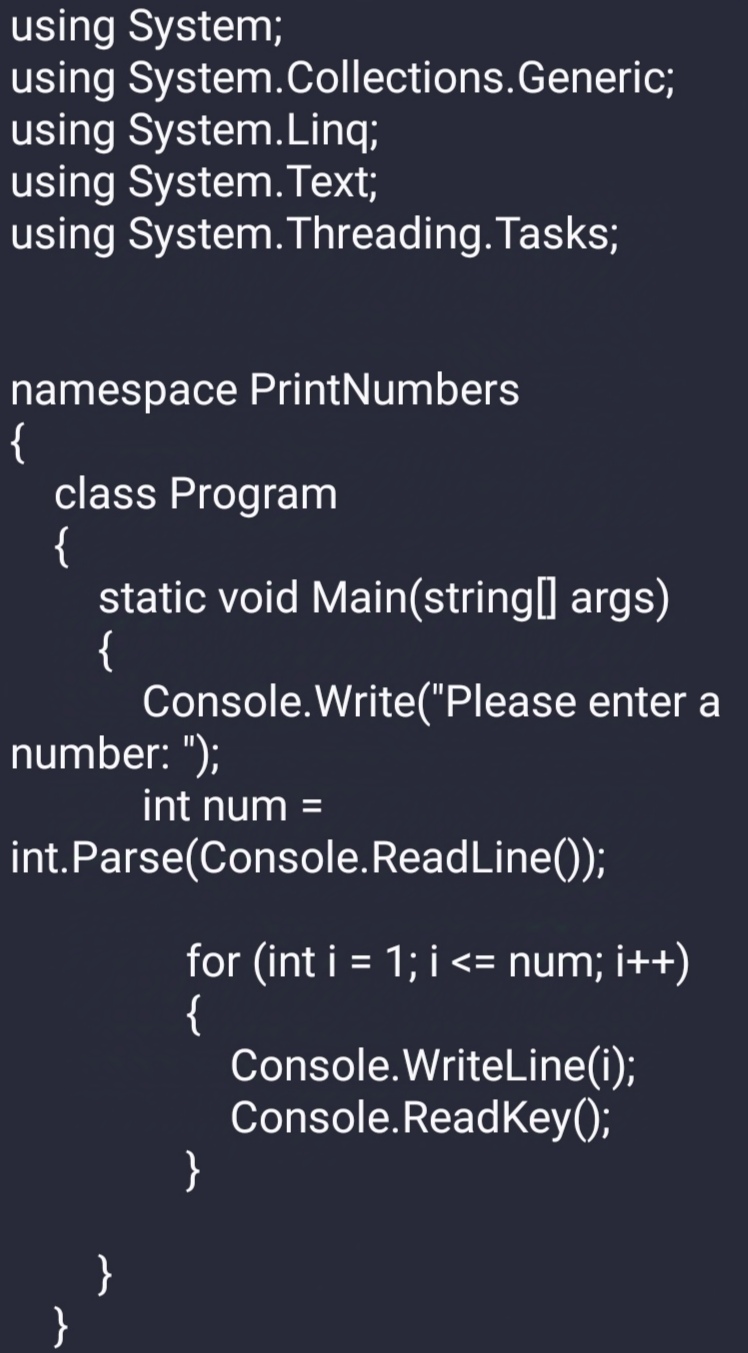 using System;
using System.Collections.Generic;
using System.Linq;
using System.Text;
using System.Threading.Tasks;

namespace PrintNumbers
{
    class Program
    {
        static void Main(string[] args)
        {
            Console.Write("Please enter a
number: ");
            int num =
int.Parse(Console.ReadLine());

                for (int i = 1; i <= num; i++)
                {
                    Console.WriteLine(i);
                    Console.ReadKey();
                }

        }
    }